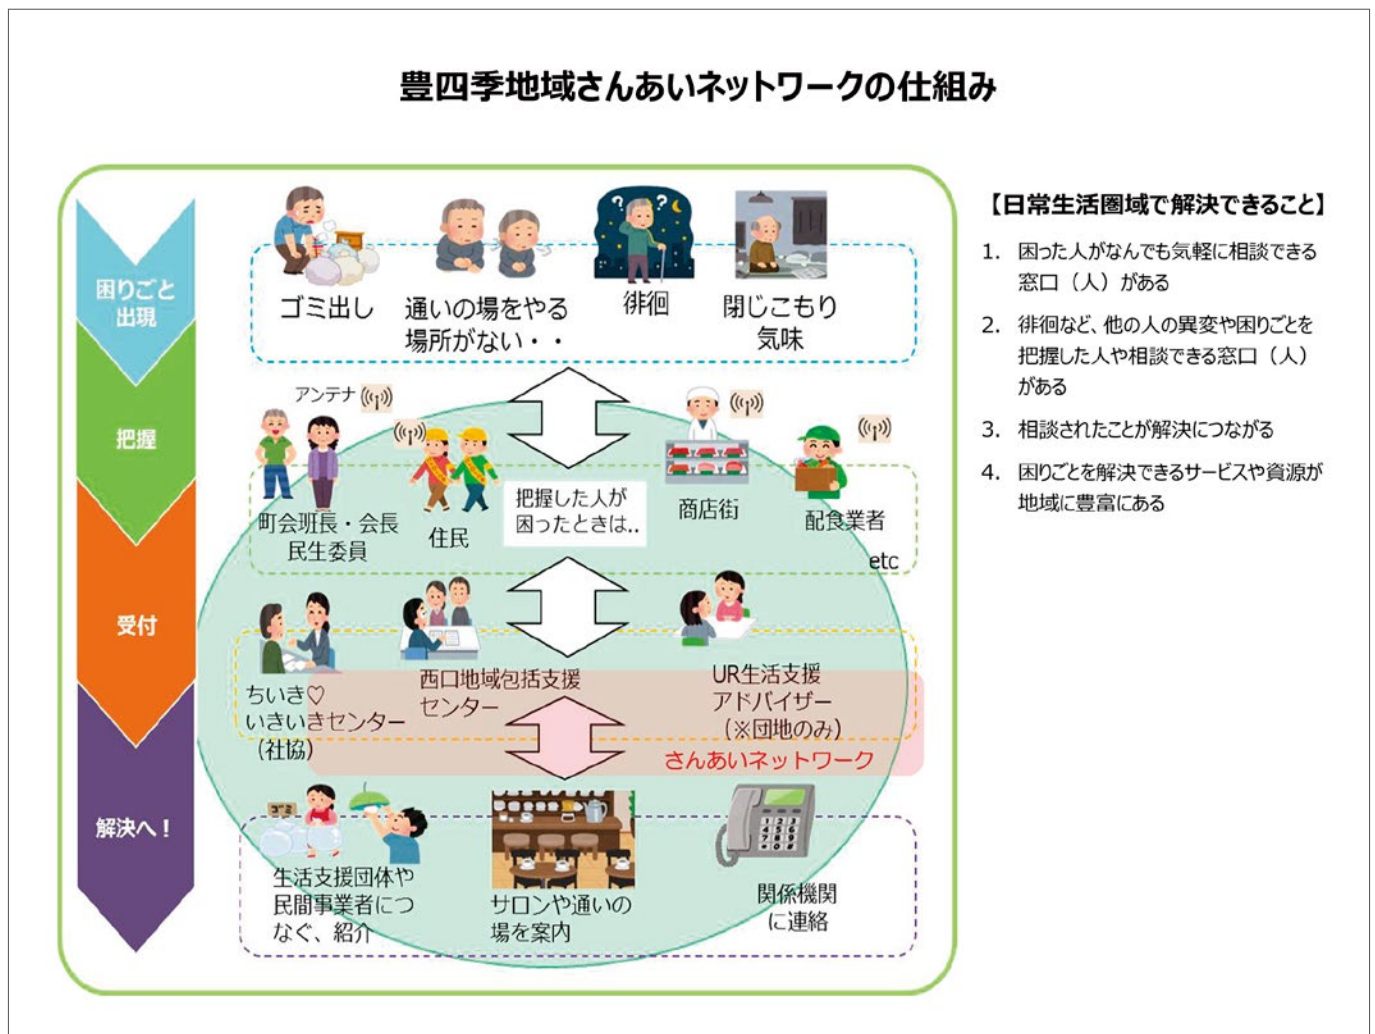 豊四季地域さんあいネットワークの仕組み
困りごと
出現
把握
受付
解決へ！
ゴミ出し
通いの場をやる
場所がない・・
徘徊
閉じこもり
気味
アンテナ
町会班長・会長
民生委員
住民
把握した人が
困ったときは..
商店街
配食業者
etc
ちいき♡
いきいきセンター
（社協）
西口地域包括支援
センター
UR生活支援
アドバイザー
（※団地のみ）
さんあいネットワーク
ゴミ
生活支援団体や
民間事業者につ
なぐ、紹介
サロンや通いの
場を案内
1 2 3
4 5 6
7 8 9
* 0 #
関係機関
に連絡
【日常生活圏域で解決できること】
1. 困った人がなんでも気軽に相談できる
窓口（人）がある
2. 徘徊など、他の人の異変や困りごとを
把握した人や相談できる窓口（人）
がある
3. 相談されたことが解決につながる
4. 困りごとを解決できるサービスや資源が
地域に豊富にある